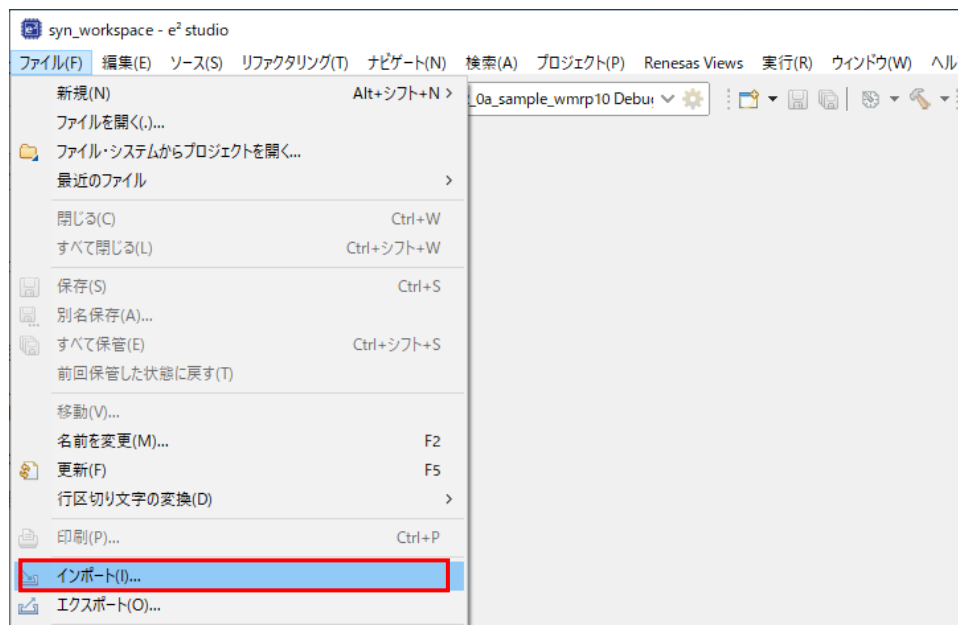 syn_workspace - e² studio
ファイル(F) 編集(E) ソース(S) リファクタリング(T) ナビゲート(N) 検索(A) プロジェクト(P) Renesas Views 実行(R) ウィンドウ(W) ヘル
新規(N) Alt+シフト+N >
_0a_sample_wmrp10 Debu
ファイルを開く(.)...
ファイル・システムからプロジェクトを開く...
最近のファイル >
閉じる(C) Ctrl+W
すべて閉じる(L) Ctrl+シフト+W
保存(S) Ctrl+S
別名保存(A)...
すべて保管(E) Ctrl+シフト+S
前回保管した状態に戻す(T)
移動(V)...
名前を変更(M)... F2
更新(F) F5
行区切り文字の変換(D) >
印刷(P)... Ctrl+P
インポート(I)...
エクスポート(O)...